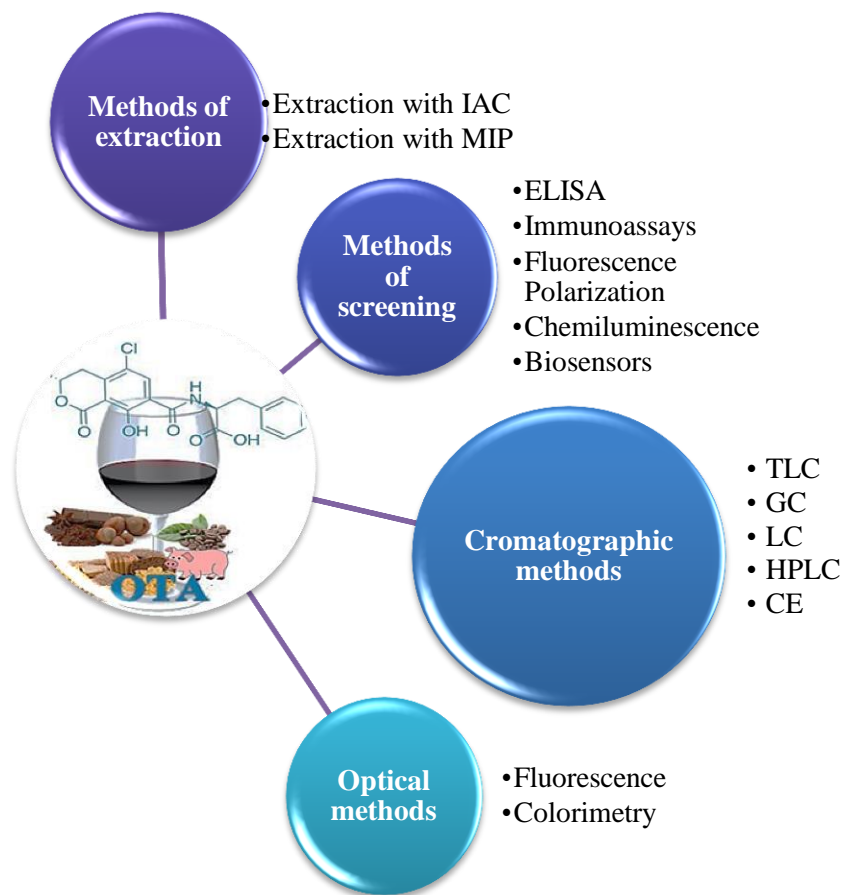 Methods of
extraction
•Extraction with IAC
•Extraction with MIP
Methods
of
screening
•ELISA
•Immunoassays
•Fluorescence
Polarization
•Chemiluminescence
•Biosensors
Cl
O
O
OH
O
H
N
O
OH
OTA
Cromatographic
methods
• TLC
• GC
• LC
• HPLC
• CE
Optical
methods
•Fluorescence
•Colorimetry